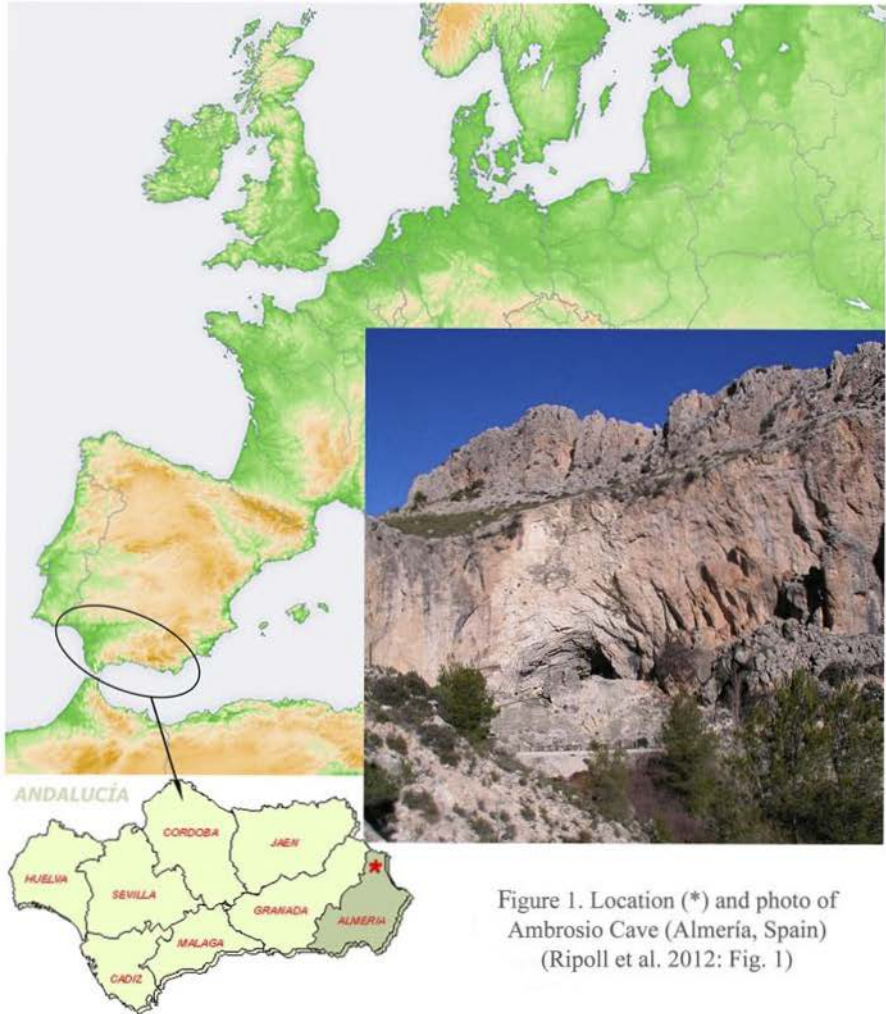 ANDALUCÍA
CORDOBA
JAEN
HUELVA
SEVILLA
GRANADA
ALMERIA
MALAGA
CADIZ
*
Figure 1. Location (*) and photo of
Ambrosio Cave (Almería, Spain)
(Ripoll et al. 2012: Fig. 1)